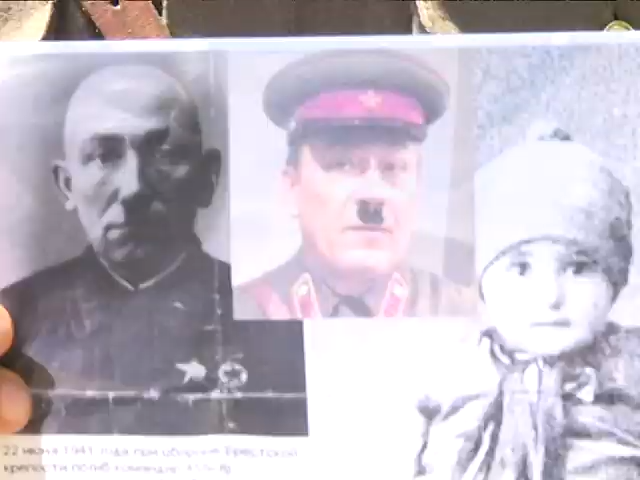 22 июня 1941 года при обороне Брестской
крепости погиб командир